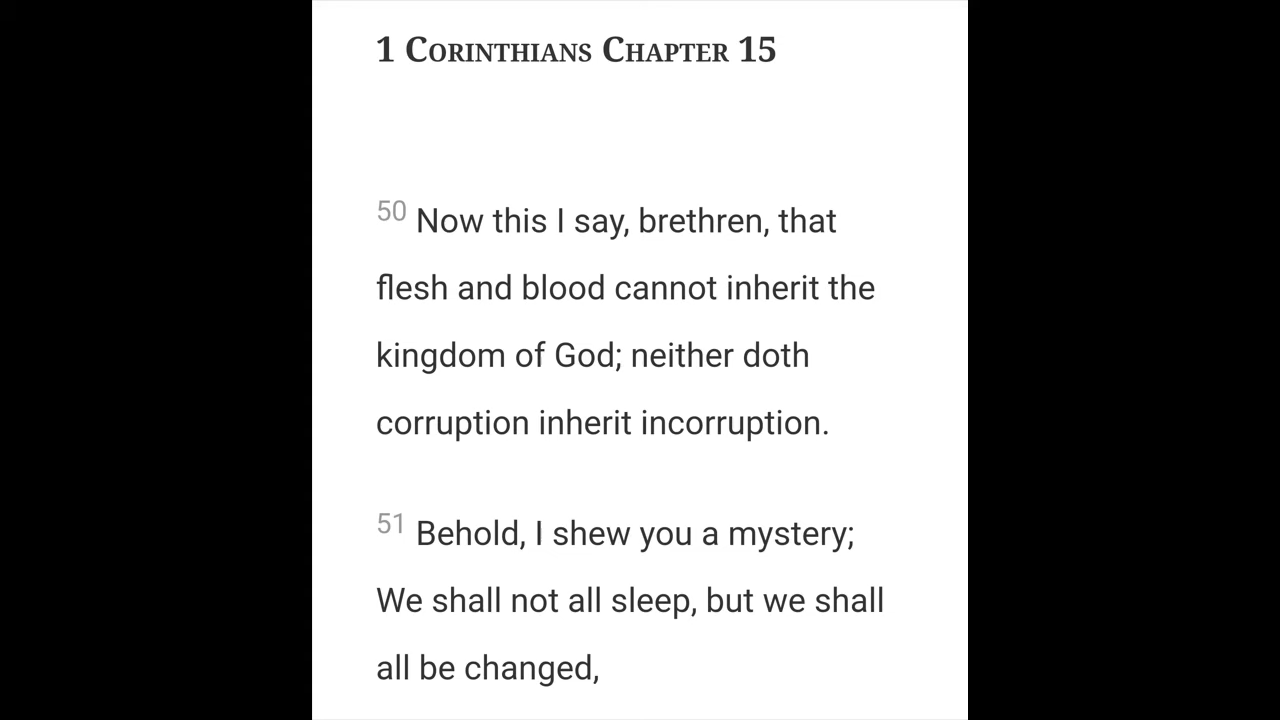 1 Corinthians Chapter 15
50 Now this I say, brethren, that
flesh and blood cannot inherit the
kingdom of God; neither doth
corruption inherit incorruption.
51 Behold, I shew you a mystery;
We shall not all sleep, but we shall
all be changed,